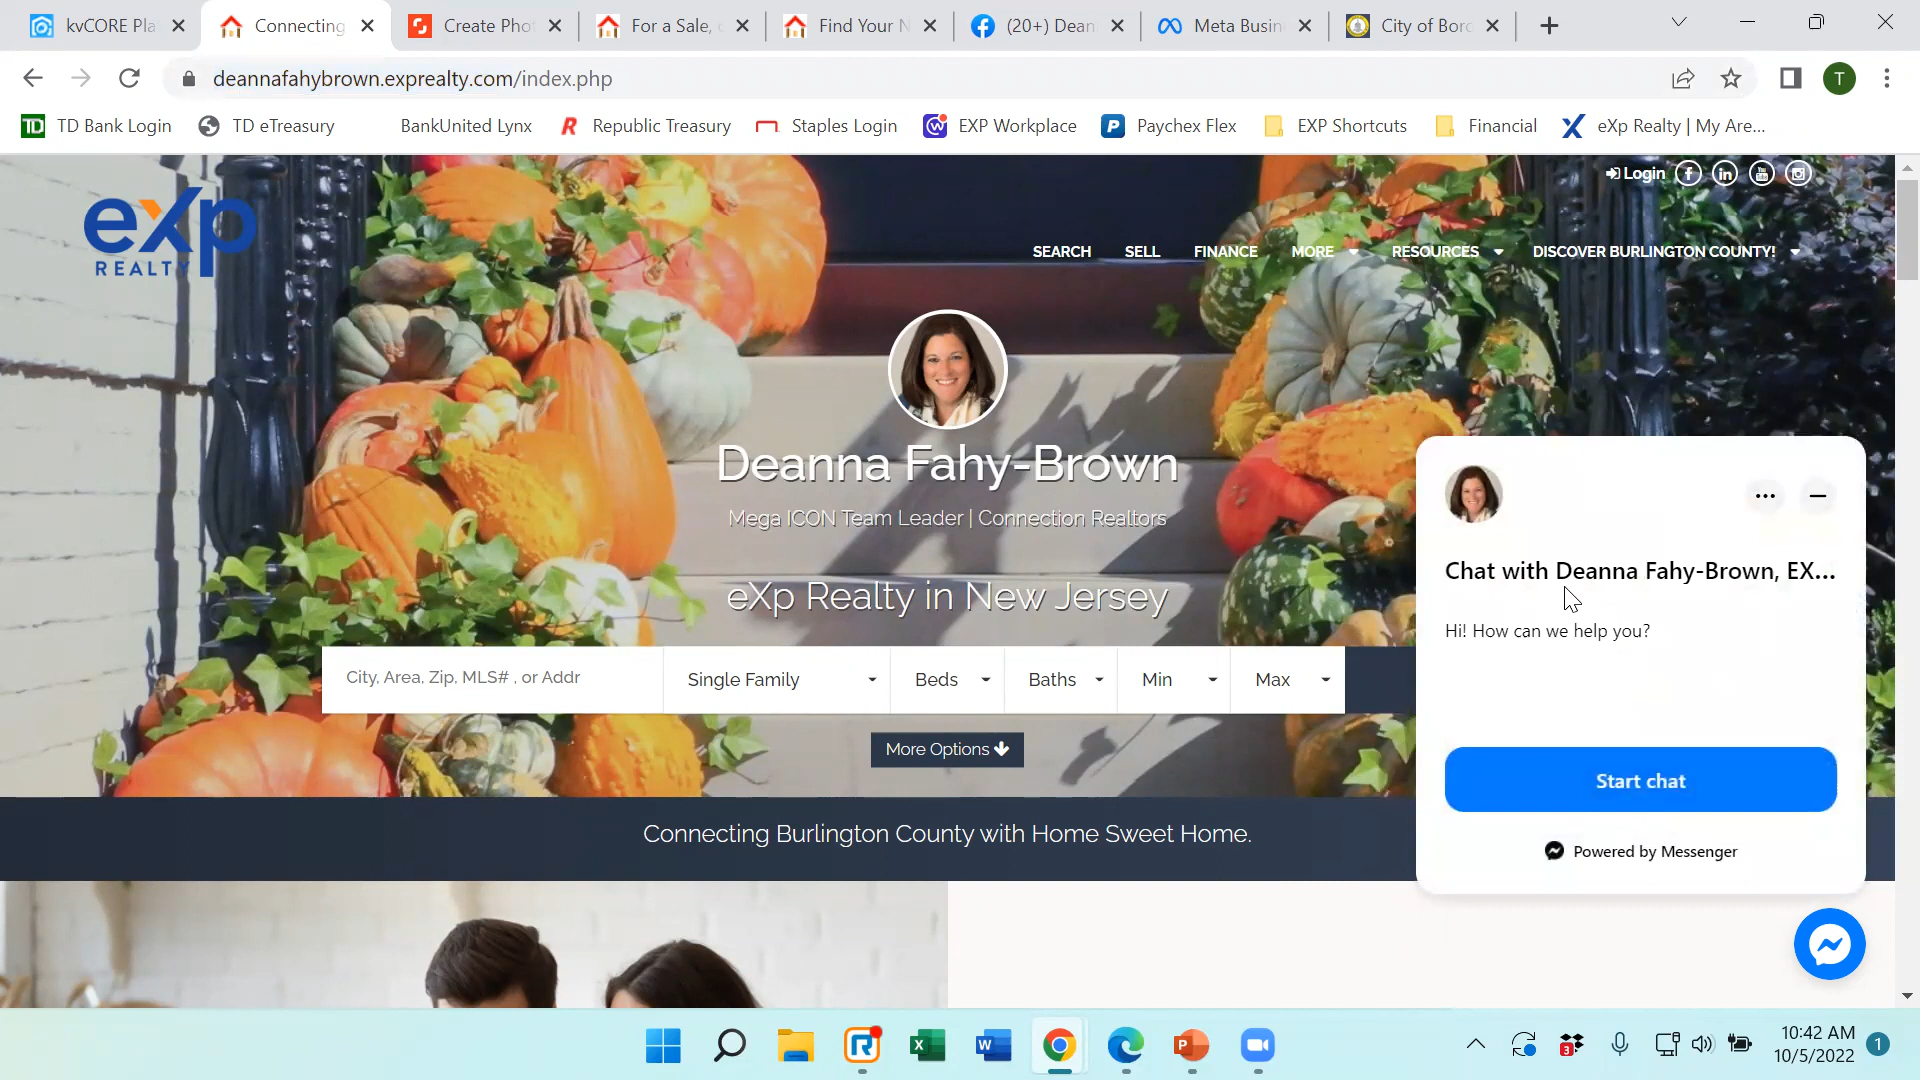 kvCORE Pla
Connecting
Create Pho
For a Sale, o
Find Your N
(20+) Dean
Meta Busin
City of Boro
deannafahybrown.exprealty.com/index.php
T
TD Bank Login
TD eTreasury
BankUnited Lynx
Republic Treasury
Staples Login
EXP Workplace
Paychex Flex
EXP Shortcuts
Financial
eXp Realty | My Are...
Login
eXp
REALTY
SEARCH
SELL
FINANCE
MORE
RESOURCES
DISCOVER BURLINGTON COUNTY!
Deanna Fahy-Brown
Mega ICON Team Leader | Connection Realtors
eXp Realty in New Jersey
City, Area, Zip, MLS# , or Addr
Single Family
Beds
Baths
Min
Max
More Options
Connecting Burlington County with Home Sweet Home.
Chat with Deanna Fahy-Brown, EX...
Hi! How can we help you?
Start chat
Powered by Messenger
10:42 AM
10/5/2022
1
3